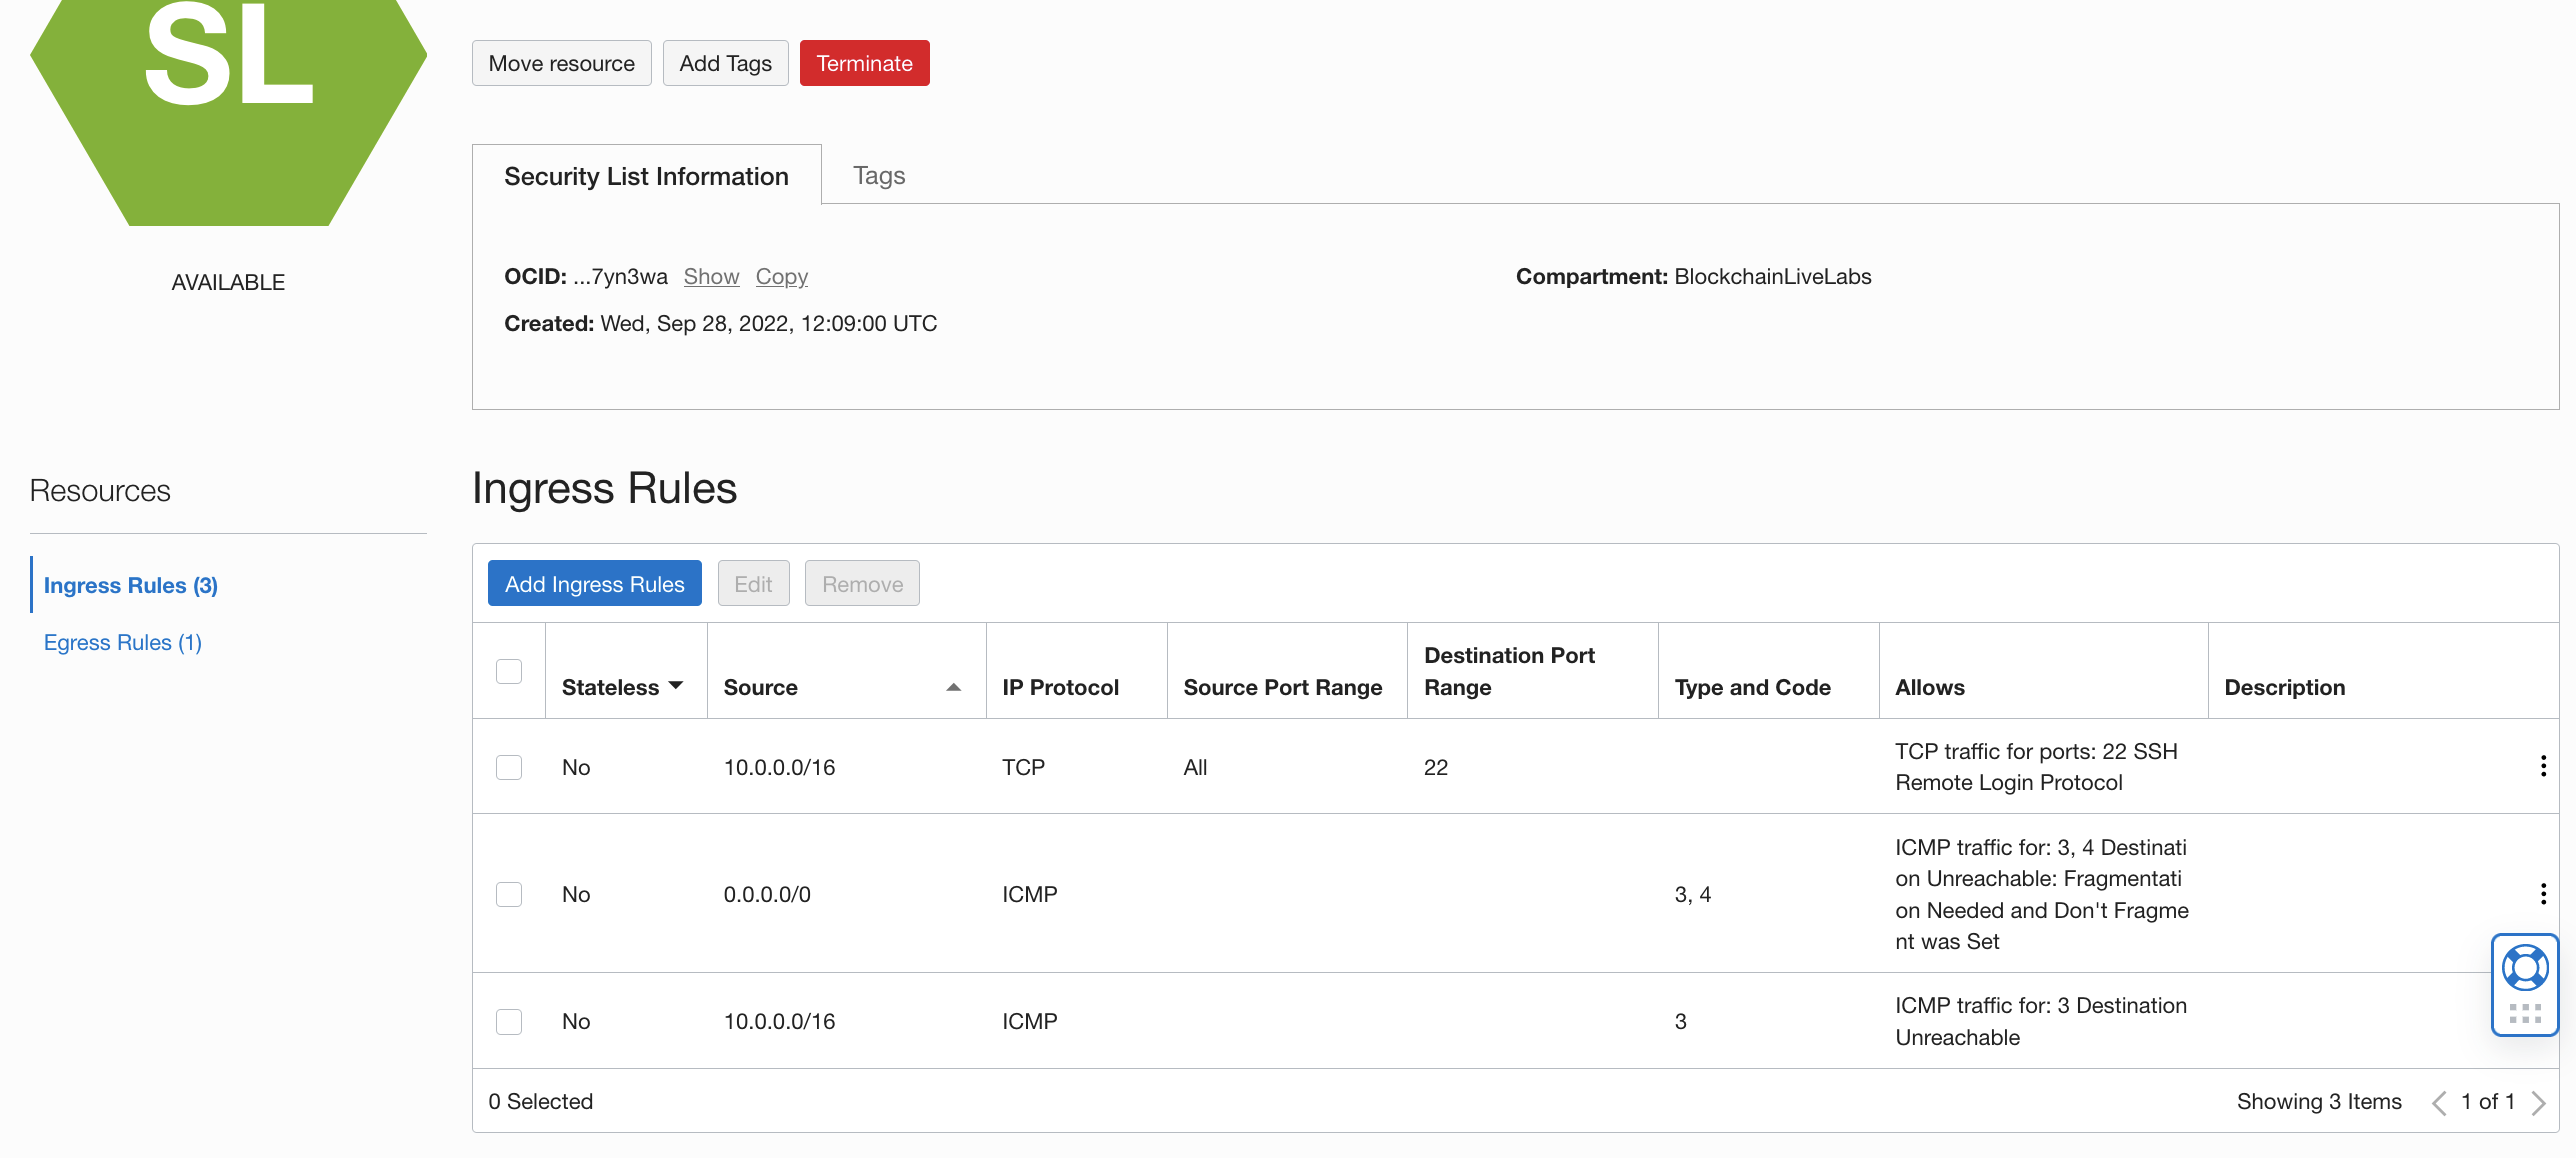 SL
AVAILABLE
Move resource Add Tags Terminate
Security List Information Tags
OCID: ...7yn3wa Show Copy
Compartment: BlockchainLiveLabs
Created: Wed, Sep 28, 2022, 12:09:00 UTC
Resources
Ingress Rules (3)
Egress Rules (1)
Ingress Rules
Add Ingress Rules Edit Remove
Stateless Source IP Protocol Source Port Range Destination Port Range Type and Code Allows Description
No 10.0.0.0/16 TCP All 22 TCP traffic for ports: 22 SSH
Remote Login Protocol
No 0.0.0.0/0 ICMP 3, 4 ICMP traffic for: 3, 4 Destinati
on Unreachable: Fragmentati
on Needed and Don't Fragme
nt was Set
No 10.0.0.0/16 ICMP 3 ICMP traffic for: 3 Destination
Unreachable
0 Selected Showing 3 Items 1 of 1